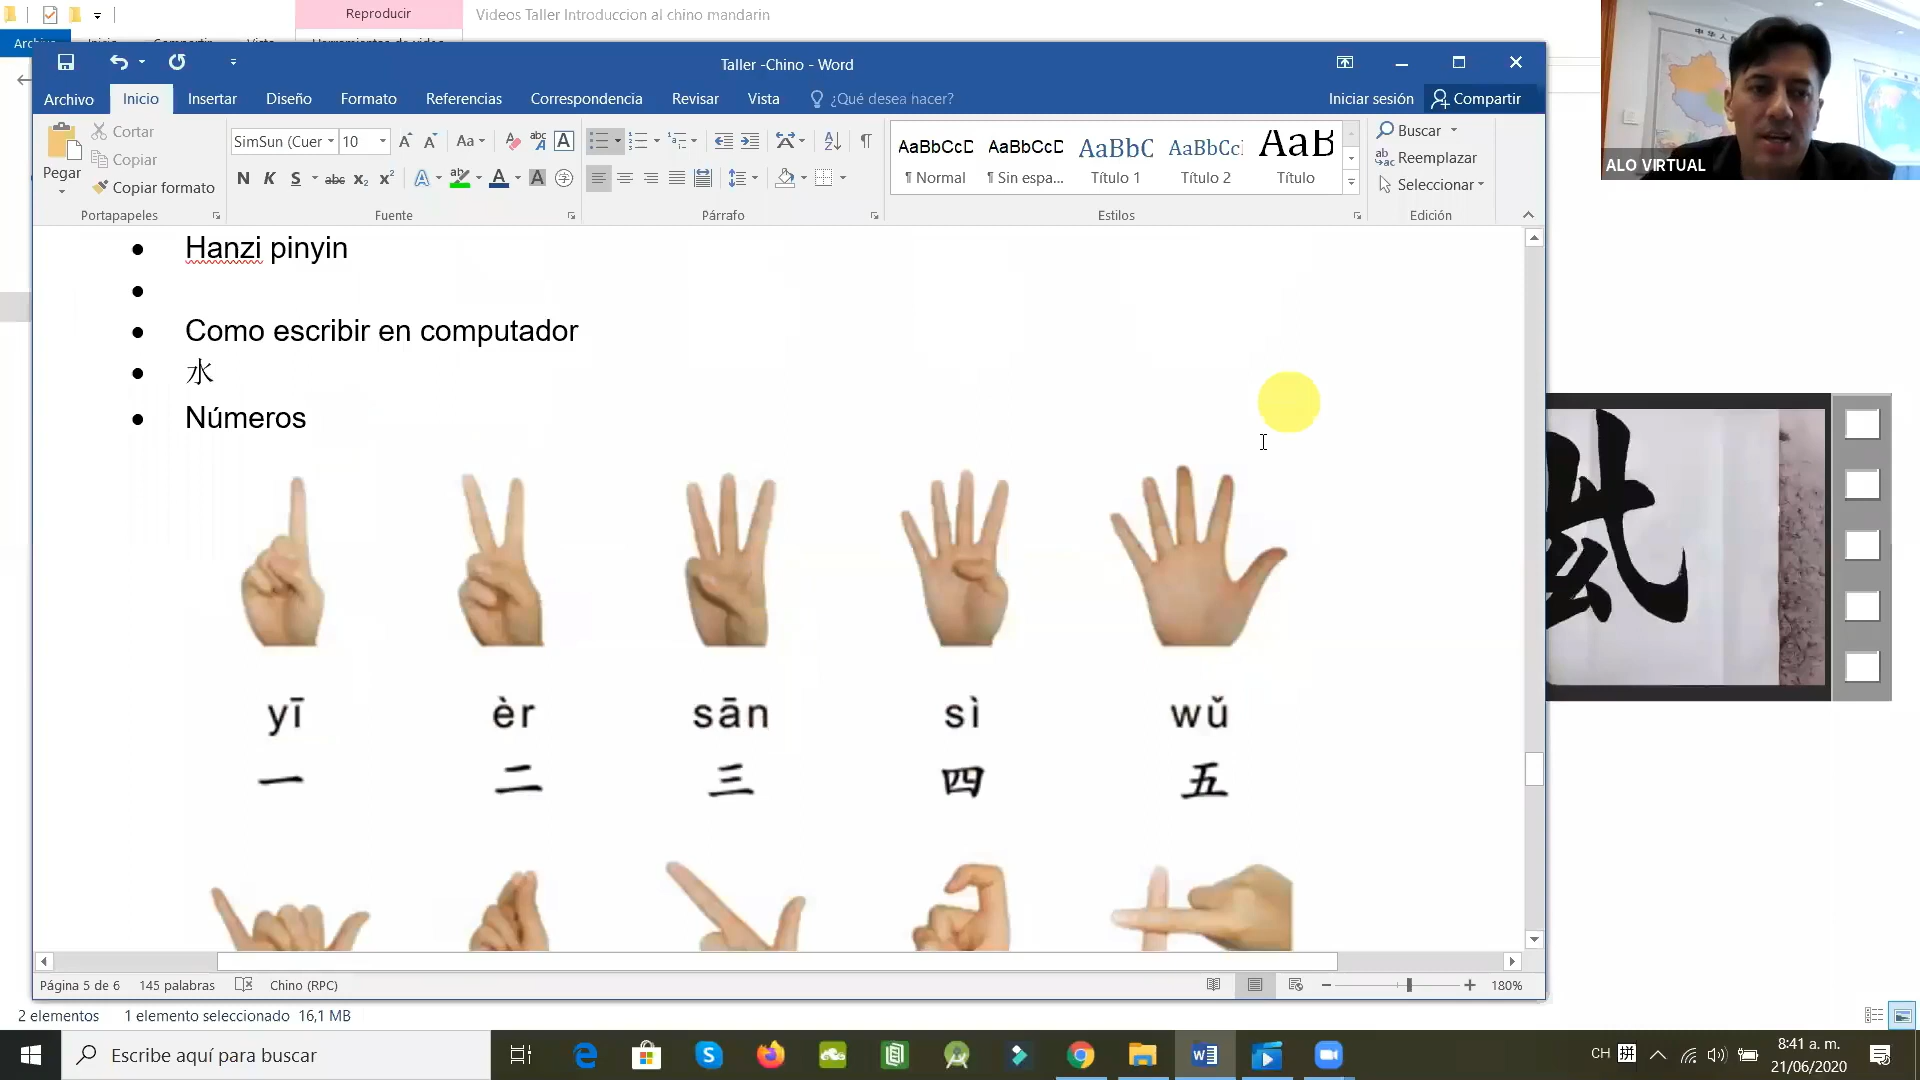 Reproducir
Videos Taller Introduccion al chino mandarin
Taller -Chino - Word
Archivo Inicio Insertar Diseño Formato Referencias Correspondencia Revisar Vista ¿Qué desea hacer? Iniciar sesión Compartir
Pegar
Cortar
Copiar
Copiar formato
Portapapeles
SimSun (Cuer 10
N K S abc x₂ x²
Fuente
Párrafo
AaBbCcD AaBbCcD AaBbC AaBbCcI AaB
¶ Normal ¶ Sin espa... Título 1 Título 2 Título
Estilos
Buscar
Reemplazar
Seleccionar
Edición
ALO VIRTUAL
Hanzi pinyin
Como escribir en computador
水
Números
yī èr sān sì wǔ
一 二 三 四 五
Página 5 de 6 145 palabras Chino (RPC) 180%
2 elementos 1 elemento seleccionado 16,1 MB
Escribe aquí para buscar
CH 拼 8:41 a. m.
21/06/2020